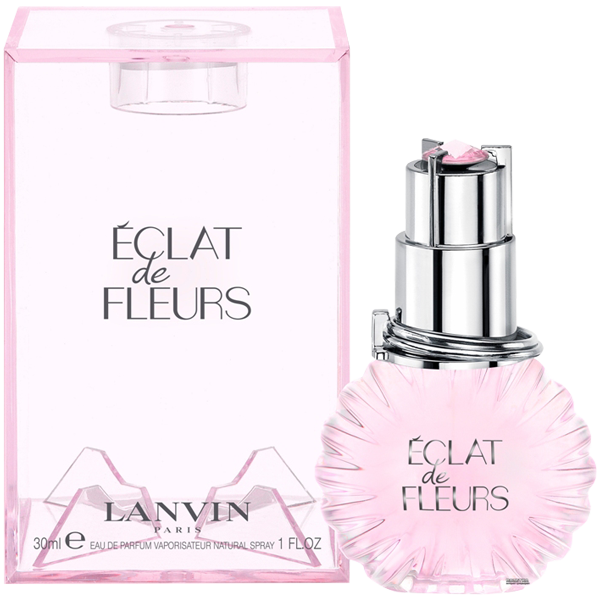 ÉCLAT
de
FLEURS
LANVIN
PARIS
30ml e EAU DE PARFUM VAPORISATEUR NATURAL SPRAY 1 FL.OZ
ÉCLAT
de
FLEURS